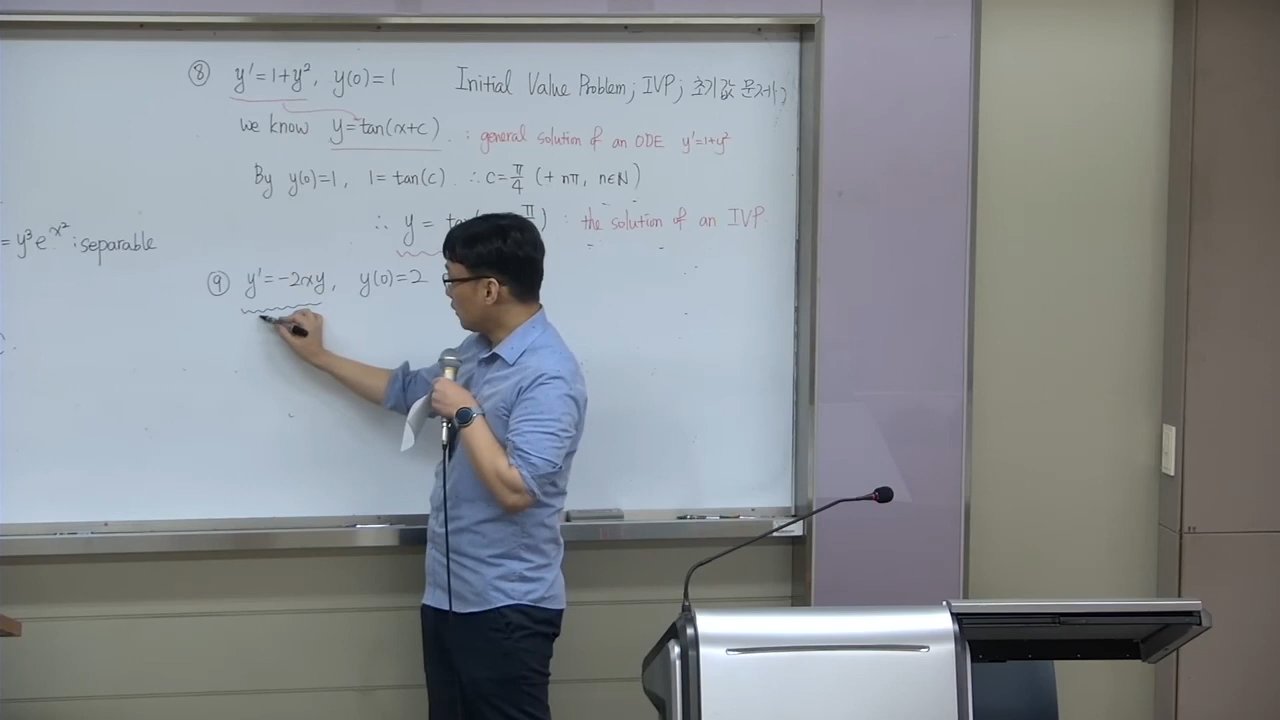 ⑧ y' = 1+y², y(0)=1 Initial Value Problem; IVP; 초기값 문제;
we know y=tan(x+c) : general solution of an ODE y'=1+y²
By y(0)=1, 1=tan(c) ∴ c=π/4 (+nπ, n∈ℕ)
∴ y = π ) : the solution of an IVP
= y³e^x² : separable
⑨ y'=-2xy, y(0)=2